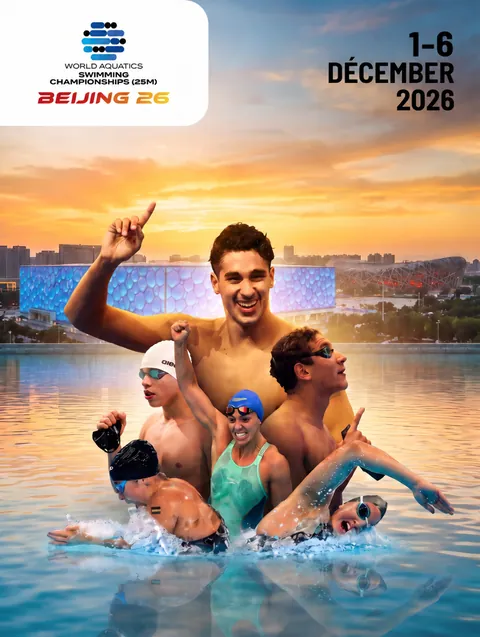 WORLD AQUATICS
SWIMMING
CHAMPIONSHIPS (25M)
BEIJING 26
1-6
DÉCEMBER
2026